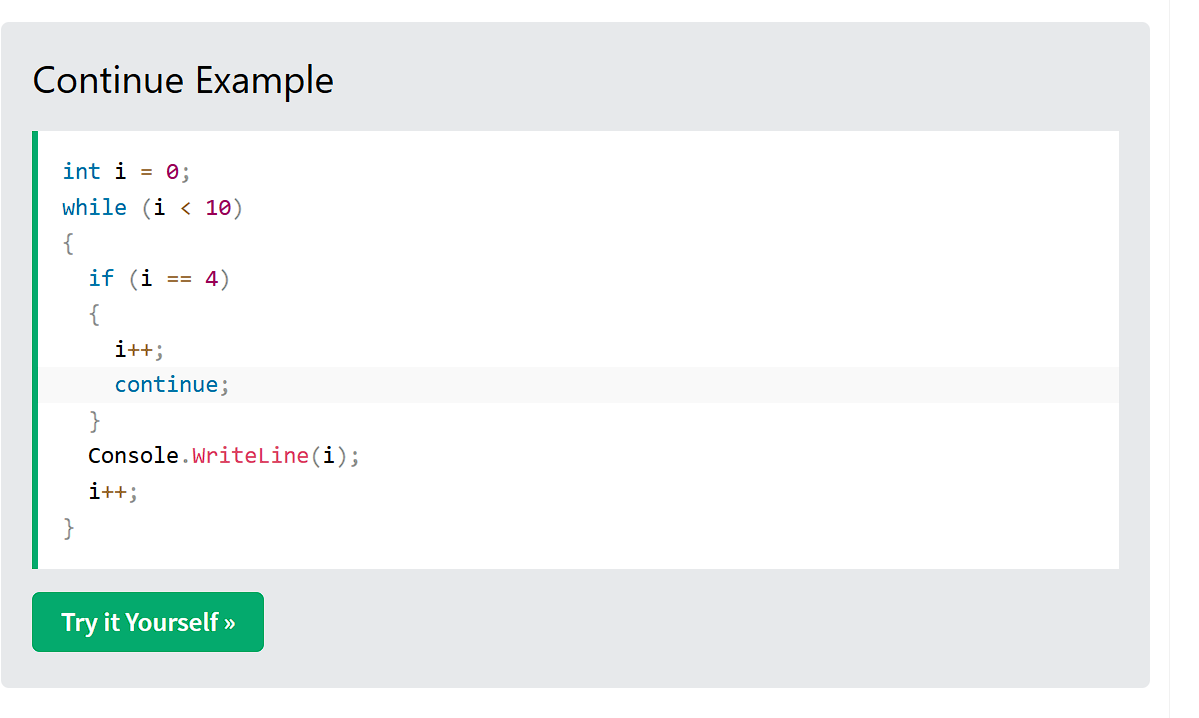 Continue Example
int i = 0;
while (i < 10)
{
  if (i == 4)
  {
    i++;
    continue;
  }
  Console.WriteLine(i);
  i++;
}
Try it Yourself »